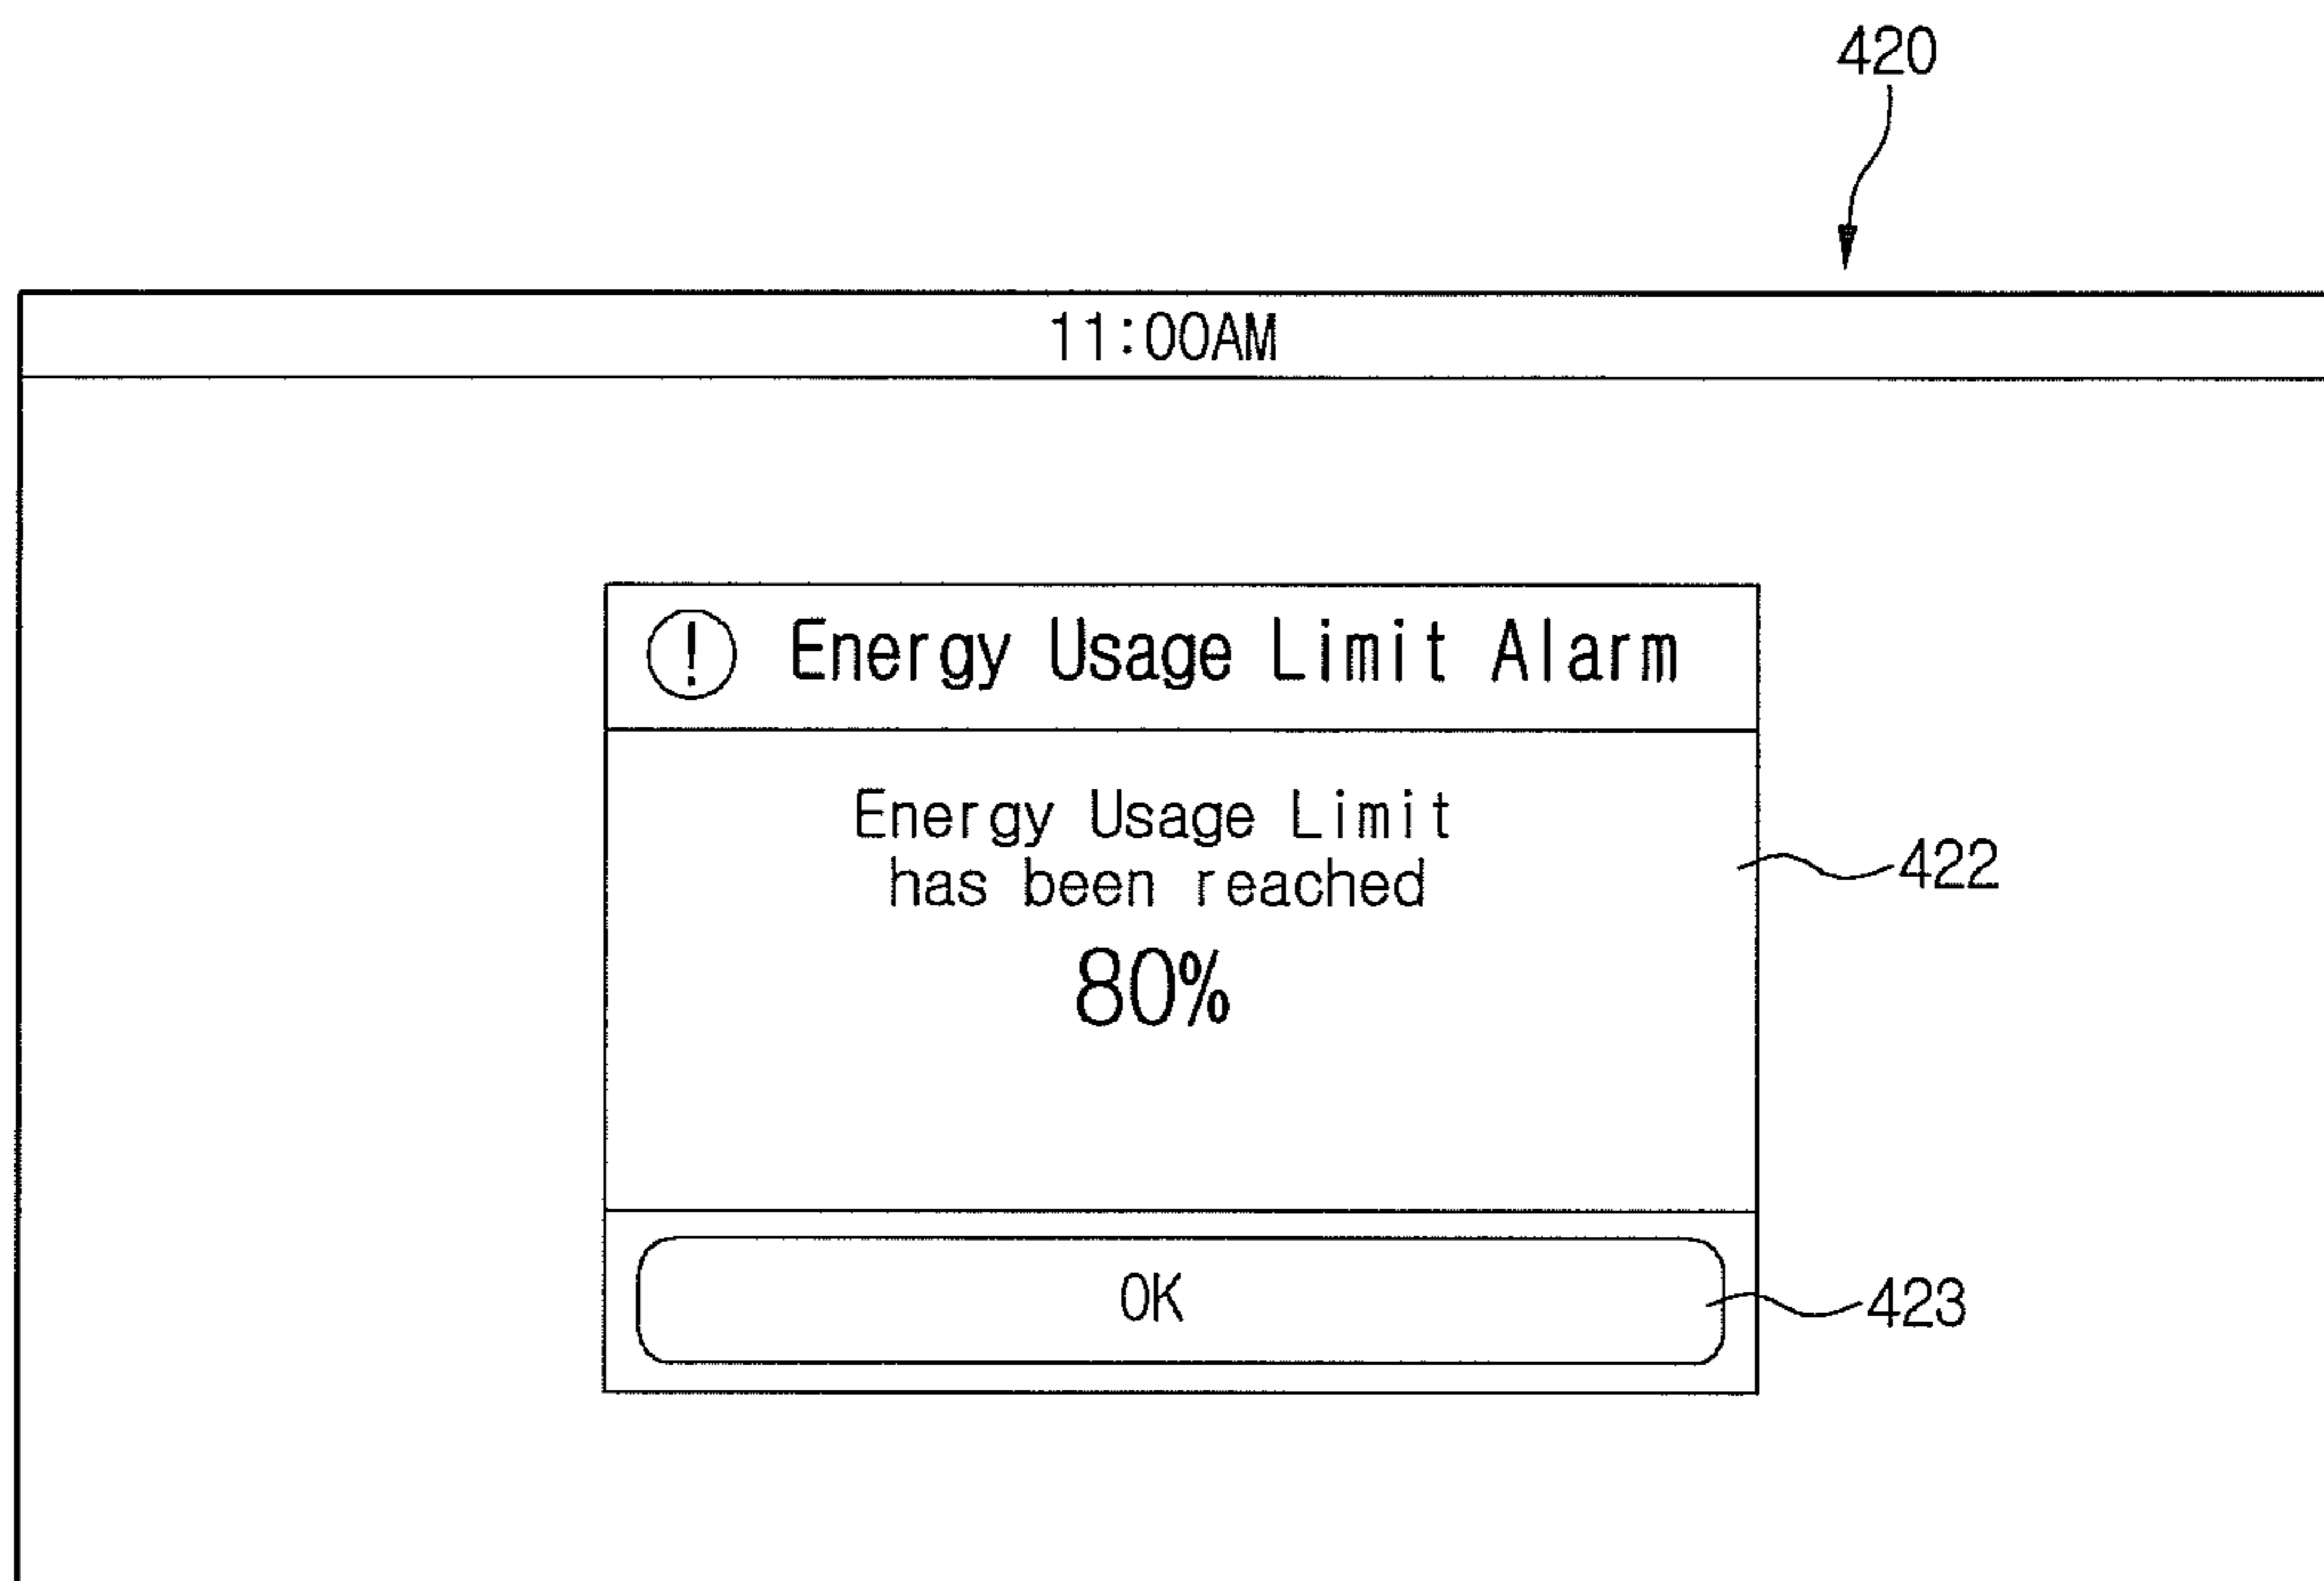 420
11:00AM
! Energy Usage Limit Alarm
Energy Usage Limit
has been reached
422
80%
OK
423